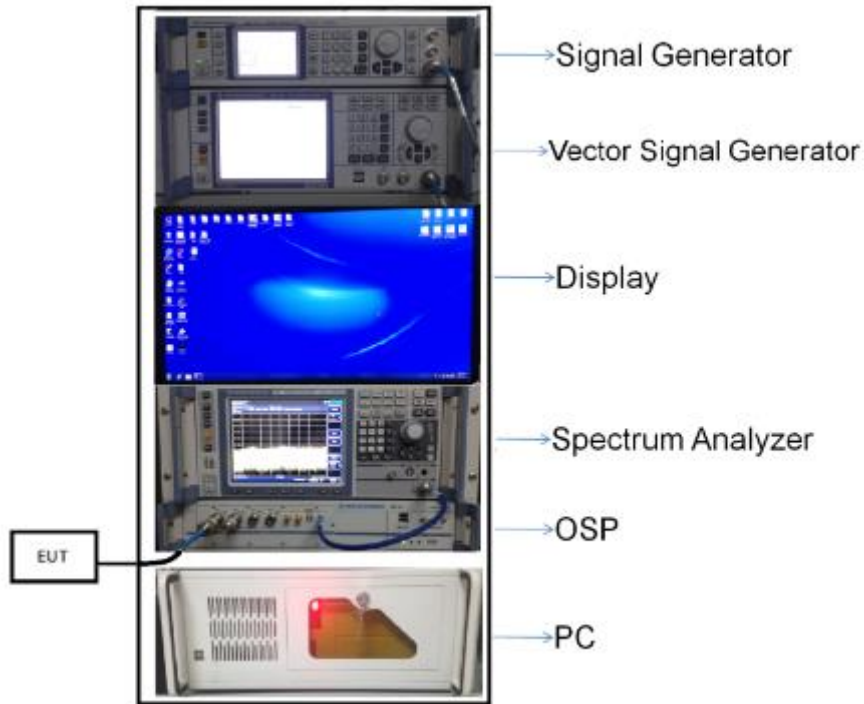 Signal Generator
Vector Signal Generator
Display
Spectrum Analyzer
OSP
EUT
PC